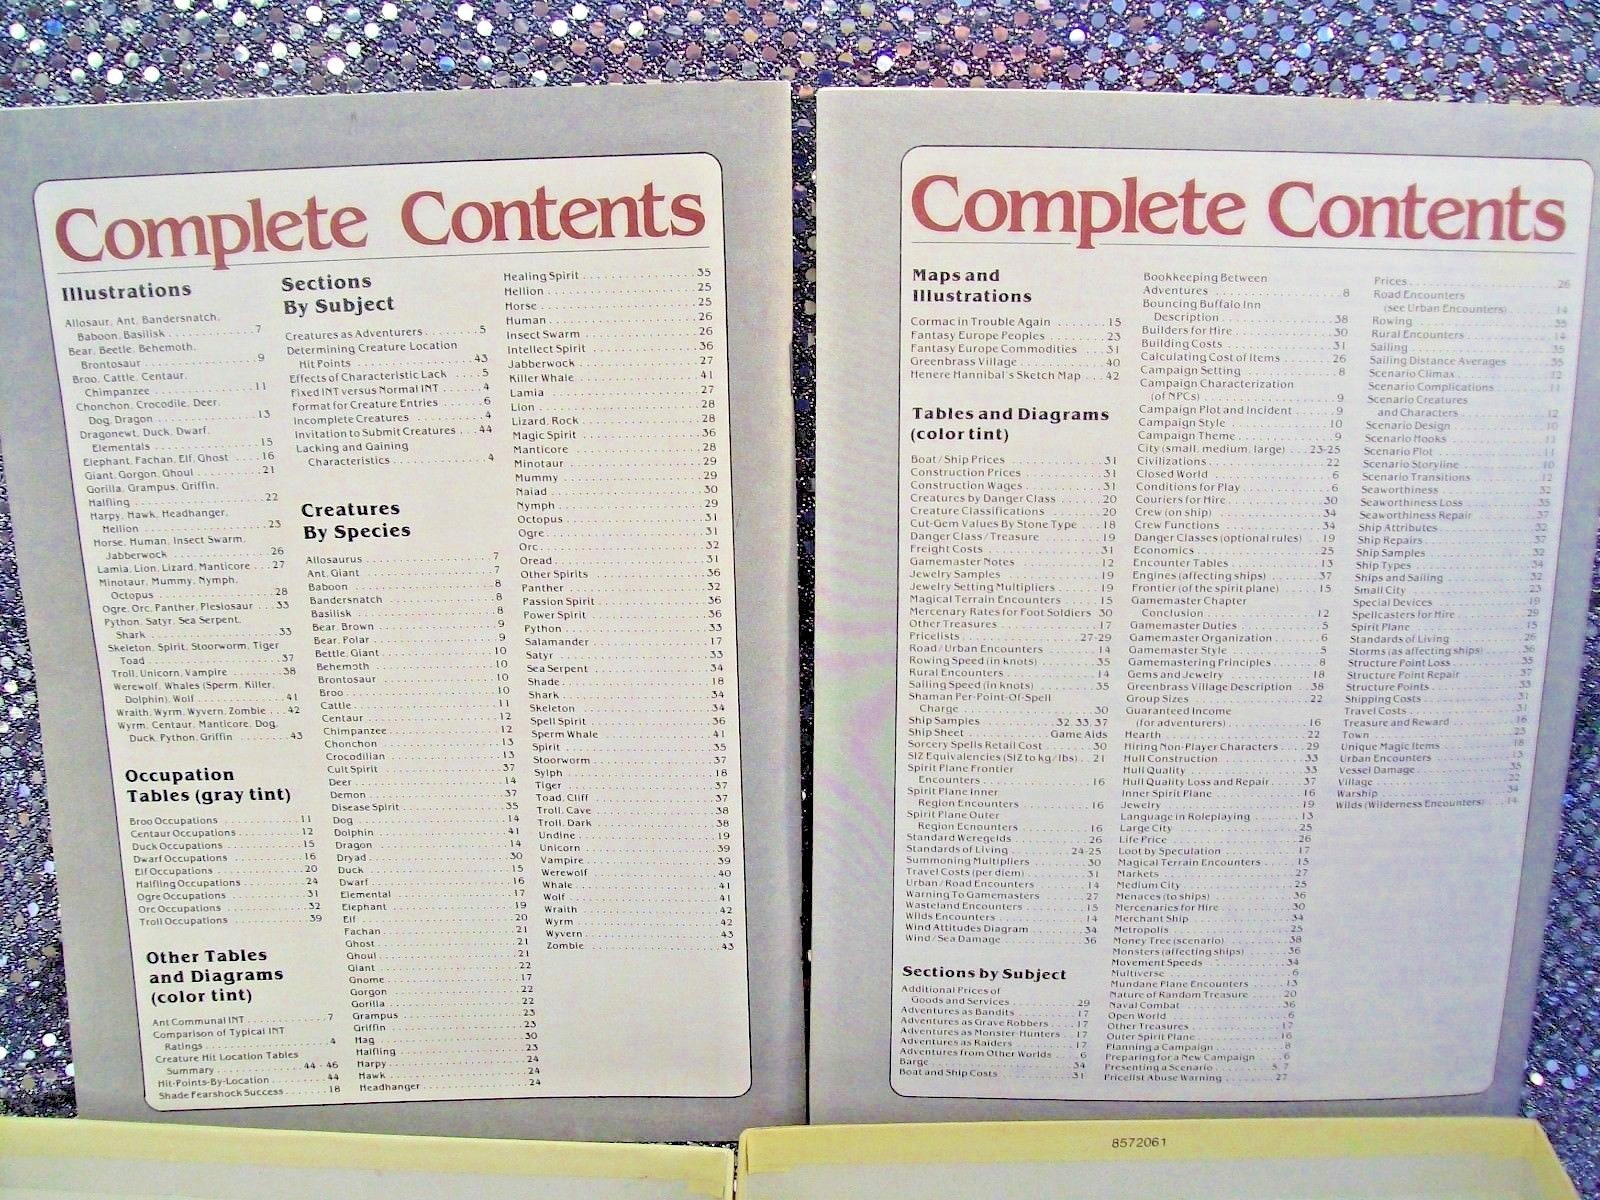 Complete Contents
Illustrations
Allosaur, Ant, Bandersnatch,
Baboon, Basilisk . . . 7
Bear, Beetle, Behemoth,
Brontosaur . . . 9
Broo, Cattle, Centaur,
Chimpanzee . . . 11
Chonchon, Crocodile, Deer,
Dog, Dragon . . . 13
Dragonewt, Duck, Dwarf,
Elementals . . . 15
Elephant, Fachan, Elf, Ghost . . . 16
Giant, Gorgon, Ghoul . . . 21
Gorilla, Grampus, Griffin,
Halfling . . . 22
Harpy, Hawk, Headhanger,
Hellion . . . 23
Horse, Human, Insect Swarm,
Jabberwock . . . 26
Lamia, Lion, Lizard, Manticore . . . 27
Minotaur, Mummy, Nymph,
Octopus . . . 28
Ogre, Orc, Panther, Plesiosaur . . . 33
Python, Satyr, Sea Serpent,
Shark . . . 33
Skeleton, Spirit, Stoorworm, Tiger
Toad . . . 37
Troll, Unicorn, Vampire . . . 38
Werewolf, Whales (Sperm, Killer,
Dolphin), Wolf . . . 41
Wraith, Wyrm, Wyvern, Zombie . . . 42
Wyrm, Centaur, Manticore, Dog,
Duck, Python, Griffin . . . 43
Occupation
Tables (gray tint)
Broo Occupations . . . 11
Centaur Occupations . . . 12
Duck Occupations . . . 15
Dwarf Occupations . . . 16
Elf Occupations . . . 20
Halfling Occupations . . . 24
Ogre Occupations . . . 31
Orc Occupations . . . 32
Troll Occupations . . . 39
Other Tables
and Diagrams
(color tint)
Ant Communal INT . . . 7
Comparison of Typical INT
Ratings . . . 4
Creature Hit Location Tables
Summary . . . 44 - 46
Hit-Points-By-Location . . . 44
Shade Fearshock Success . . . 18
Sections
By Subject
Creatures as Adventurers . . . 5
Determining Creature Location
Hit Points . . . 43
Effects of Characteristic Lack . . . 5
Fixed INT versus Normal INT . . . 4
Format for Creature Entries . . . 6
Incomplete Creatures . . . 4
Invitation to Submit Creatures . . . 44
Lacking and Gaining
Characteristics . . . 4
Creatures
By Species
Allosaurus . . . 7
Ant, Giant . . . 7
Baboon . . . 8
Bandersnatch . . . 8
Basilisk . . . 8
Bear, Brown . . . 9
Bear, Polar . . . 9
Bettle, Giant . . . 10
Behemoth . . . 10
Brontosaur . . . 10
Broo . . . 10
Cattle . . . 11
Centaur . . . 12
Chimpanzee . . . 12
Chonchon . . . 13
Crocodilian . . . 13
Cult Spirit . . . 37
Deer . . . 14
Demon . . . 37
Disease Spirit . . . 35
Dog . . . 14
Dolphin . . . 41
Dragon . . . 14
Dryad . . . 30
Duck . . . 15
Dwarf . . . 16
Elemental . . . 17
Elephant . . . 19
Elf . . . 20
Fachan . . . 21
Ghost . . . 21
Ghoul . . . 21
Giant . . . 22
Gnome . . . 17
Gorgon . . . 22
Gorilla . . . 22
Grampus . . . 23
Griffin . . . 23
Hag . . . 30
Halfling . . . 23
Harpy . . . 24
Hawk . . . 24
Headhanger . . . 24
Healing Spirit . . . 35
Hellion . . . 25
Horse . . . 25
Human . . . 26
Insect Swarm . . . 26
Intellect Spirit . . . 36
Jabberwock . . . 27
Killer Whale . . . 41
Lamia . . . 27
Lion . . . 28
Lizard, Rock . . . 28
Magic Spirit . . . 36
Manticore . . . 28
Minotaur . . . 29
Mummy . . . 29
Naiad . . . 30
Nymph . . . 29
Octopus . . . 31
Ogre . . . 31
Orc . . . 32
Oread . . . 31
Other Spirits . . . 36
Panther . . . 32
Passion Spirit . . . 36
Power Spirit . . . 36
Python . . . 33
Salamander . . . 17
Satyr . . . 33
Sea Serpent . . . 34
Shade . . . 18
Shark . . . 34
Skeleton . . . 34
Spell Spirit . . . 36
Sperm Whale . . . 41
Spirit . . . 35
Stoorworm . . . 37
Sylph . . . 18
Tiger . . . 37
Toad, Cliff . . . 37
Troll, Cave . . . 38
Troll, Dark . . . 38
Undine . . . 19
Unicorn . . . 39
Vampire . . . 39
Werewolf . . . 40
Whale . . . 41
Wolf . . . 41
Wraith . . . 42
Wyrm . . . 42
Wyvern . . . 43
Zombie . . . 43
Complete Contents
Maps and
Illustrations
Cormac in Trouble Again . . . 15
Fantasy Europe Peoples . . . 23
Fantasy Europe Commodities . . . 31
Greenbrass Village . . . 40
Henere Hannibal's Sketch Map . . . 42
Tables and Diagrams
(color tint)
Boat/Ship Prices . . . 31
Construction Prices . . . 31
Construction Wages . . . 31
Creatures by Danger Class . . . 20
Creature Classifications . . . 20
Cut-Gem Values By Stone Type . . . 18
Danger Class/Treasure . . . 19
Freight Costs . . . 31
Gamemaster Notes . . . 12
Jewelry Samples . . . 19
Jewelry Setting Multipliers . . . 19
Magical Terrain Encounters . . . 15
Mercenary Rates for Foot Soldiers 30
Other Treasures . . . 17
Pricelists . . . 27-29
Road/Urban Encounters . . . 14
Rowing Speed (in knots) . . . 35
Rural Encounters . . . 14
Sailing Speed (in knots) . . . 35
Shaman Per-Point-Of-Spell
Charge . . . 30
Ship Samples . . . 32, 33, 37
Ship Sheet . . . Game Aids
Sorcery Spells Retail Cost . . . 30
SIZ Equivalencies (SIZ to kg/lbs) . . . 21
Spirit Plane Frontier
Encounters . . . 16
Spirit Plane Inner
Region Encounters . . . 16
Spirit Plane Outer
Region Ecnounters . . . 16
Standard Weregelds . . . 26
Standards of Living . . . 24-25
Summoning Multipliers . . . 30
Travel Costs (per diem) . . . 31
Urban/Road Encounters . . . 14
Warning To Gamemasters . . . 27
Wasteland Encounters . . . 15
Wilds Encounters . . . 14
Wind Attitudes Diagram . . . 34
Wind/Sea Damage . . . 36
Sections by Subject
Additional Prices of
Goods and Services . . . 29
Adventures as Bandits . . . 17
Adventures as Grave Robbers . . . 17
Adventures as Monster-Hunters . . . 17
Adventures as Raiders . . . 17
Adventures from Other Worlds . . . 6
Barge . . . 34
Boat and Ship Costs . . . 31
Bookkeeping Between
Adventures . . . 8
Bouncing Buffalo Inn
Description . . . 38
Builders for Hire . . . 30
Building Costs . . . 31
Calculating Cost of Items . . . 26
Campaign Setting . . . 8
Campaign Characterization
(of NPCs) . . . 9
Campaign Plot and Incident . . . 9
Campaign Style . . . 10
Campaign Theme . . . 9
City (small, medium, large) . . . 23-25
Civilizations . . . 22
Closed World . . . 6
Conditions for Play . . . 6
Couriers for Hire . . . 30
Crew (on ship) . . . 34
Crew Functions . . . 34
Danger Classes (optional rules) . . . 19
Economics . . . 25
Encounter Tables . . . 13
Engines (affecting ships) . . . 37
Frontier (of the spirit plane) . . . 15
Gamemaster Chapter
Conclusion . . . 12
Gamemaster Duties . . . 5
Gamemaster Organization . . . 6
Gamemaster Style . . . 5
Gamemastering Principles . . . 8
Gems and Jewelry . . . 18
Greenbrass Village Description . . . 38
Group Sizes . . . 22
Guaranteed Income
(for adventurers) . . . 16
Hearth . . . 22
Hiring Non-Player Characters . . . 29
Hull Construction . . . 33
Hull Quality . . . 33
Hull Quality Loss and Repair . . . 37
Inner Spirit Plane . . . 16
Jewelry . . . 19
Language in Roleplaying . . . 13
Large City . . . 25
Life Price . . . 26
Loot by Speculation . . . 17
Magical Terrain Encounters . . . 15
Markets . . . 27
Medium City . . . 25
Menaces (to ships) . . . 36
Mercenaries for Hire . . . 30
Merchant Ship . . . 34
Metropolis . . . 25
Money Tree (scenario) . . . 38
Monsters (affecting ships) . . . 36
Movement Speeds . . . 34
Multiverse . . . 6
Mundane Plane Encounters . . . 13
Nature of Random Treasure . . . 20
Naval Combat . . . 36
Open World . . . 6
Other Treasures . . . 17
Outer Spirit Plane . . . 16
Planning a Campaign . . . 8
Preparing for a New Campaign . . . 6
Presenting a Scenario . . . 5, 7
Pricelist Abuse Warning . . . 27
Prices . . . 26
Road Encounters
(see Urban Encounters) . . . 14
Rowing . . . 35
Rural Encounters . . . 14
Sailing . . . 35
Sailing Distance Averages . . . 35
Scenario Climax . . . 12
Scenario Complications . . . 11
Scenario Creatures
and Characters . . . 12
Scenario Design . . . 10
Scenario Hooks . . . 11
Scenario Plot . . . 11
Scenario Storyline . . . 10
Scenario Transitions . . . 12
Seaworthiness . . . 32
Seaworthiness Loss . . . 35
Seaworthiness Repair . . . 37
Ship Attributes . . . 32
Ship Repairs . . . 37
Ship Samples . . . 32
Ship Types . . . 34
Ships and Sailing . . . 32
Small City . . . 23
Special Devices . . . 19
Spellcasters for Hire . . . 29
Spirit Plane . . . 15
Standards of Living . . . 26
Storms (as affecting ships) . . . 36
Structure Point Loss . . . 35
Structure Point Repair . . . 37
Structure Points . . . 33
Shipping Costs . . . 31
Travel Costs . . . 31
Treasure and Reward . . . 16
Town . . . 23
Unique Magic Items . . . 18
Urban Encounters . . . 13
Vessel Damage . . . 35
Village . . . 22
Warship . . . 34
Wilds (Wilderness Encounters) . . . 14
8572061